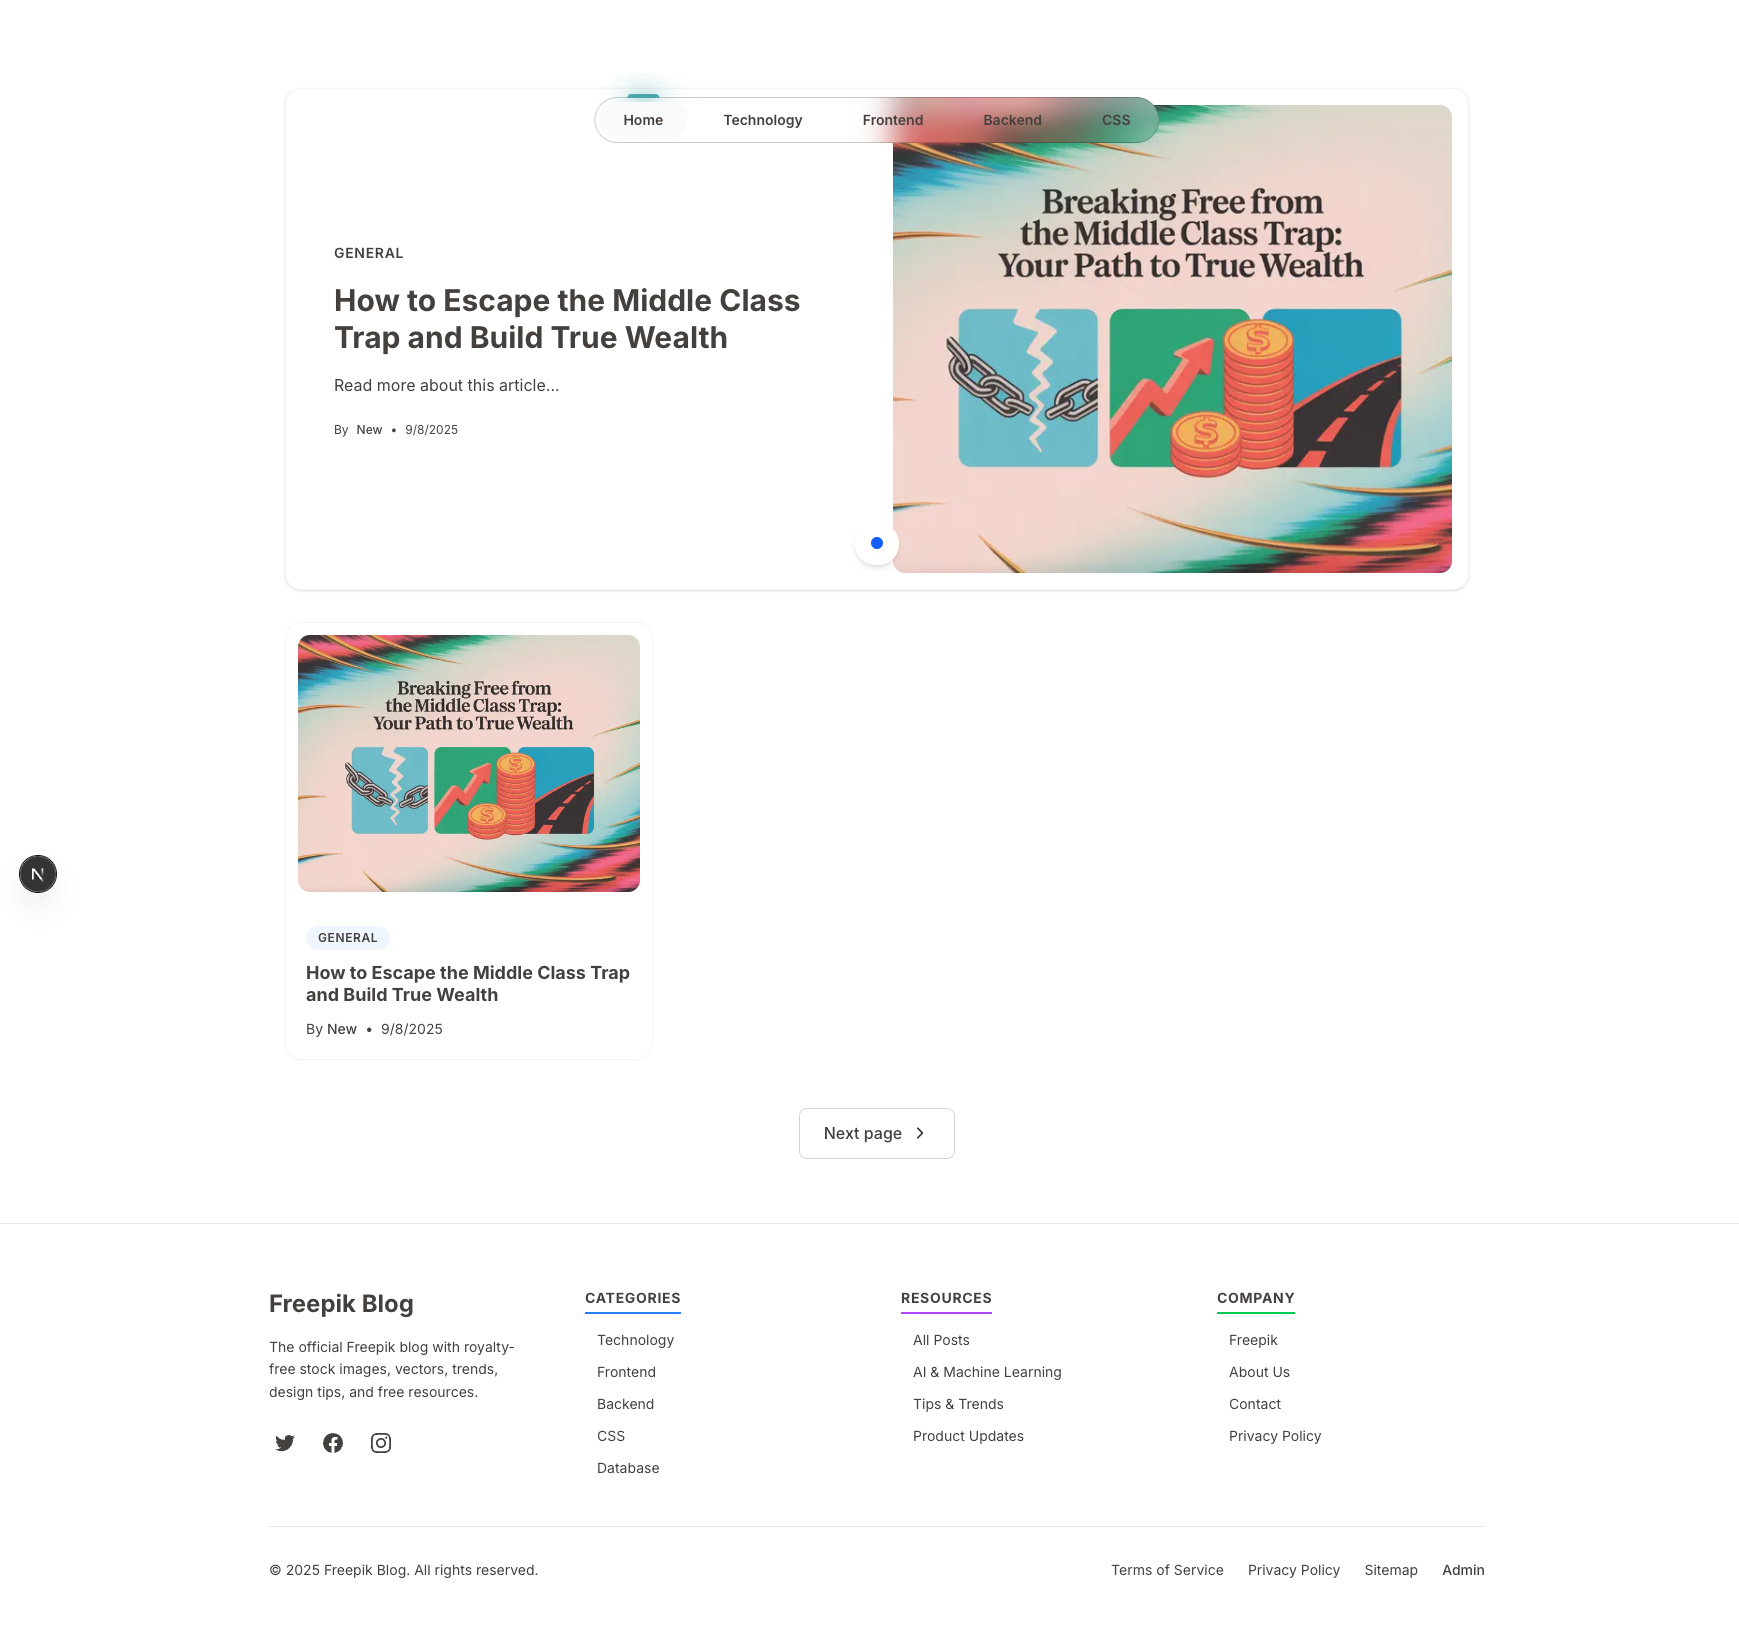 Home
Technology
Frontend
Backend
CSS
GENERAL
How to Escape the Middle Class
Trap and Build True Wealth
Read more about this article...
By New • 9/8/2025
Breaking Free from
the Middle Class Trap:
Your Path to True Wealth
$
$
Breaking Free from
the Middle Class Trap:
Your Path to True Wealth
$
$
GENERAL
How to Escape the Middle Class Trap
and Build True Wealth
By New • 9/8/2025
N
Next page
Freepik Blog
The official Freepik blog with royalty-
free stock images, vectors, trends,
design tips, and free resources.
CATEGORIES
Technology
Frontend
Backend
CSS
Database
RESOURCES
All Posts
AI & Machine Learning
Tips & Trends
Product Updates
COMPANY
Freepik
About Us
Contact
Privacy Policy
© 2025 Freepik Blog. All rights reserved.
Terms of Service
Privacy Policy
Sitemap
Admin